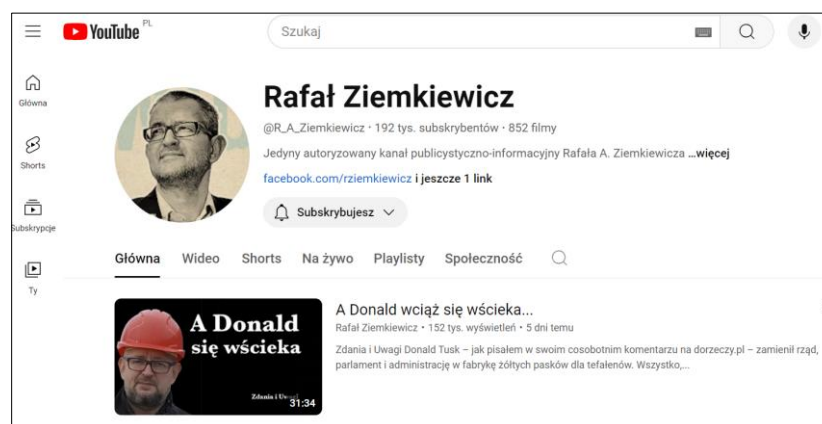 YouTube PL
Szukaj
Główna
Shorts
Subskrypcje
Ty
Rafał Ziemkiewicz
@R_A_Ziemkiewicz · 192 tys. subskrybentów · 852 filmy
Jedyny autoryzowany kanał publicystyczno-informacyjny Rafała A. Ziemkiewicza ...więcej
facebook.com/rziemkiewicz i jeszcze 1 link
Subskrybujesz
Główna Wideo Shorts Na żywo Playlisty Społeczność
A Donald
się wścieka
Zdania i Uwagi
31:34
A Donald wciąż się wścieka...
Rafał Ziemkiewicz · 152 tys. wyświetleń · 5 dni temu
Zdania i Uwagi Donald Tusk – jak pisałem w swoim cosobotnim komentarzu na dorzeczy.pl – zamienił rząd,
parlament i administrację w fabrykę żółtych pasków dla tefałenów. Wszystko,...